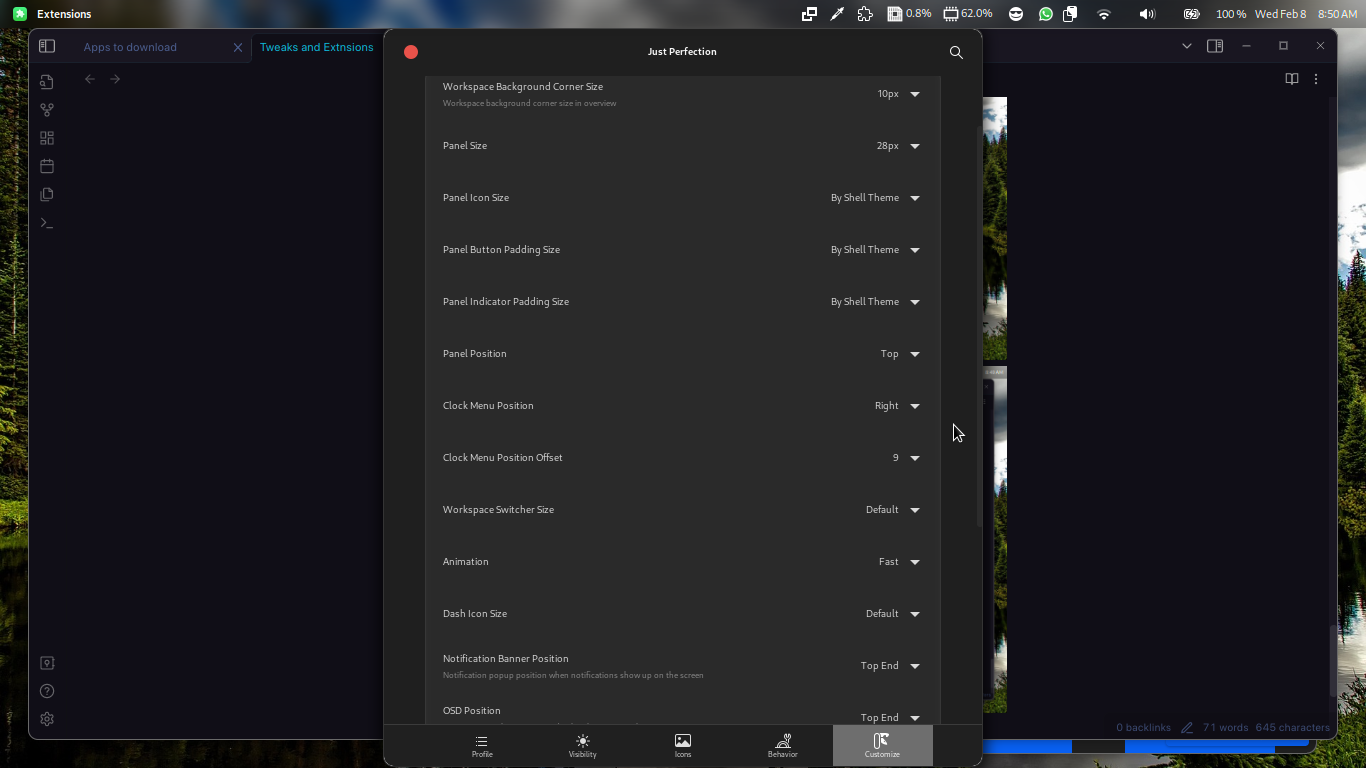 Extensions
0.8%
62.0%
100 %
Wed Feb 8
8:50 AM
Apps to download
Tweaks and Extnsions
Just Perfection
Workspace Background Corner Size
Workspace background corner size in overview
10px
Panel Size
28px
Panel Icon Size
By Shell Theme
Panel Button Padding Size
By Shell Theme
Panel Indicator Padding Size
By Shell Theme
Panel Position
Top
Clock Menu Position
Right
Clock Menu Position Offset
9
Workspace Switcher Size
Default
Animation
Fast
Dash Icon Size
Default
Notification Banner Position
Notification popup position when notifications show up on the screen
Top End
OSD Position
Top End
Profile
Visibility
Icons
Behavior
Customize
0 backlinks
71 words
645 characters